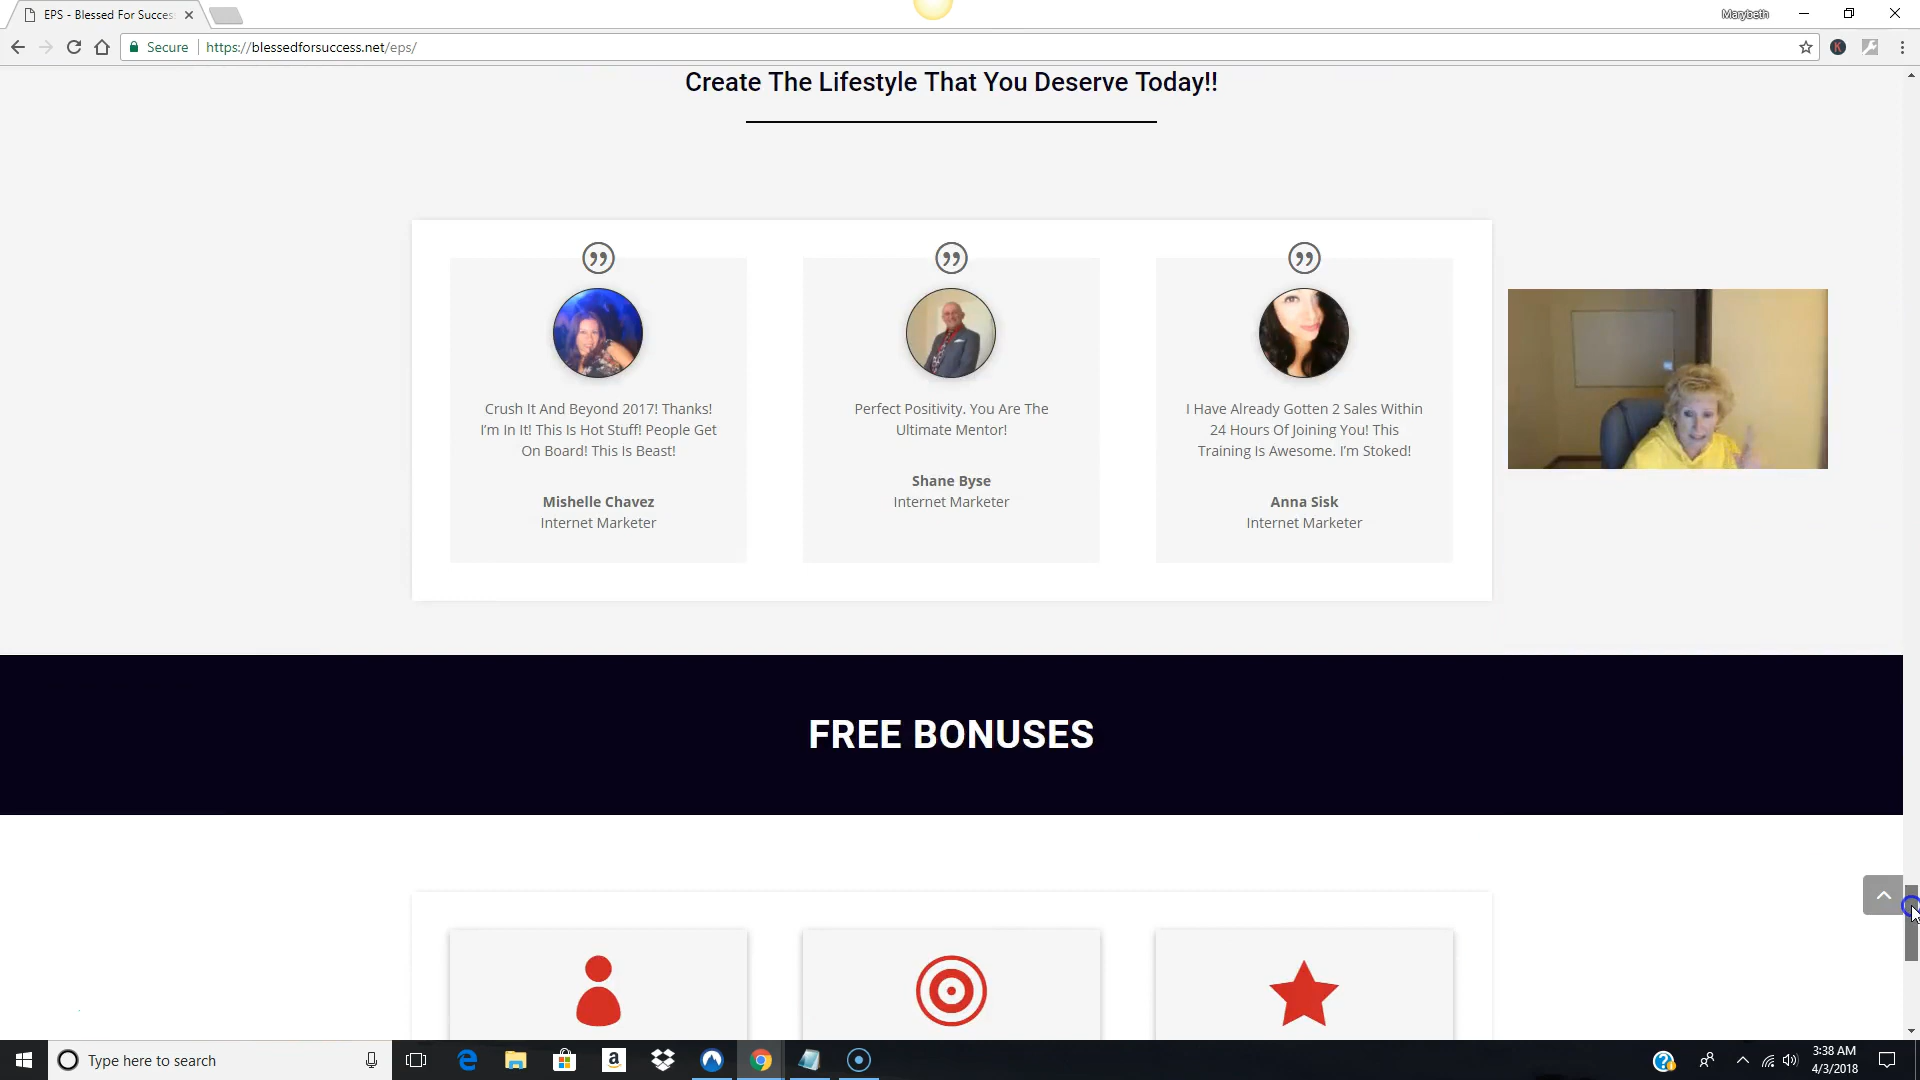 EPS - Blessed For Succes
Marybeth
Secure
https://blessedforsuccess.net/eps/
Create The Lifestyle That You Deserve Today!!
Crush It And Beyond 2017! Thanks!
I'm In It! This Is Hot Stuff! People Get
On Board! This Is Beast!
Mishelle Chavez
Internet Marketer
Perfect Positivity. You Are The
Ultimate Mentor!
Shane Byse
Internet Marketer
I Have Already Gotten 2 Sales Within
24 Hours Of Joining You! This
Training Is Awesome. I'm Stoked!
Anna Sisk
Internet Marketer
FREE BONUSES
Type here to search
3:38 AM
4/3/2018